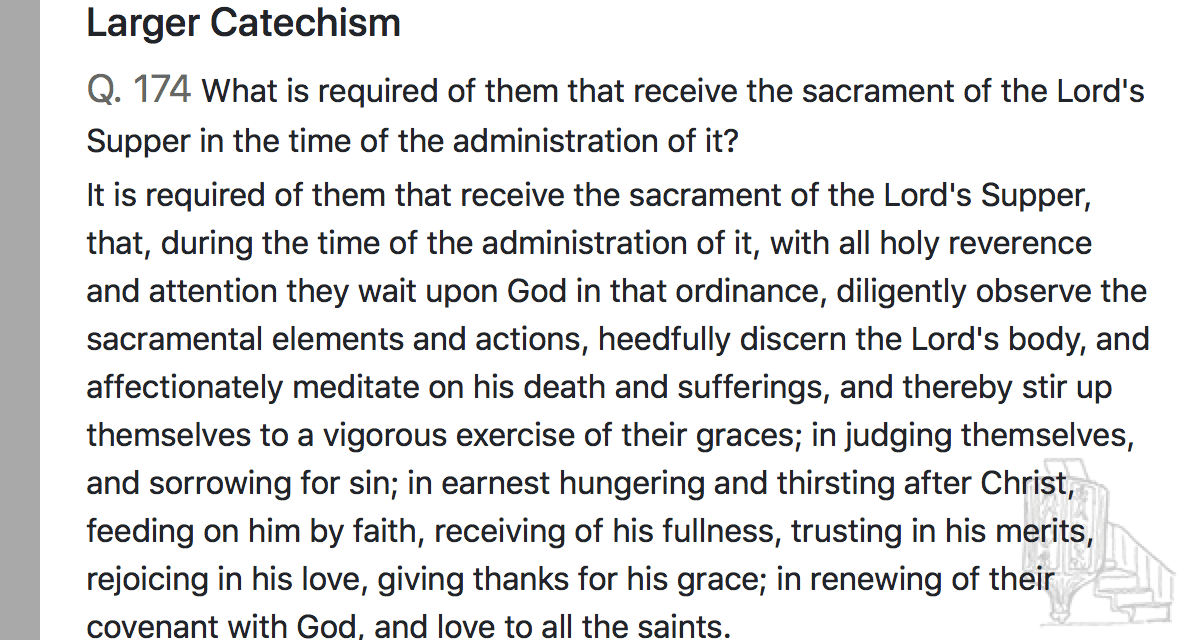 Larger Catechism
Q. 174 What is required of them that receive the sacrament of the Lord's
Supper in the time of the administration of it?
It is required of them that receive the sacrament of the Lord's Supper,
that, during the time of the administration of it, with all holy reverence
and attention they wait upon God in that ordinance, diligently observe the
sacramental elements and actions, heedfully discern the Lord's body, and
affectionately meditate on his death and sufferings, and thereby stir up
themselves to a vigorous exercise of their graces; in judging themselves,
and sorrowing for sin; in earnest hungering and thirsting after Christ,
feeding on him by faith, receiving of his fullness, trusting in his merits,
rejoicing in his love, giving thanks for his grace; in renewing of their
covenant with God, and love to all the saints.